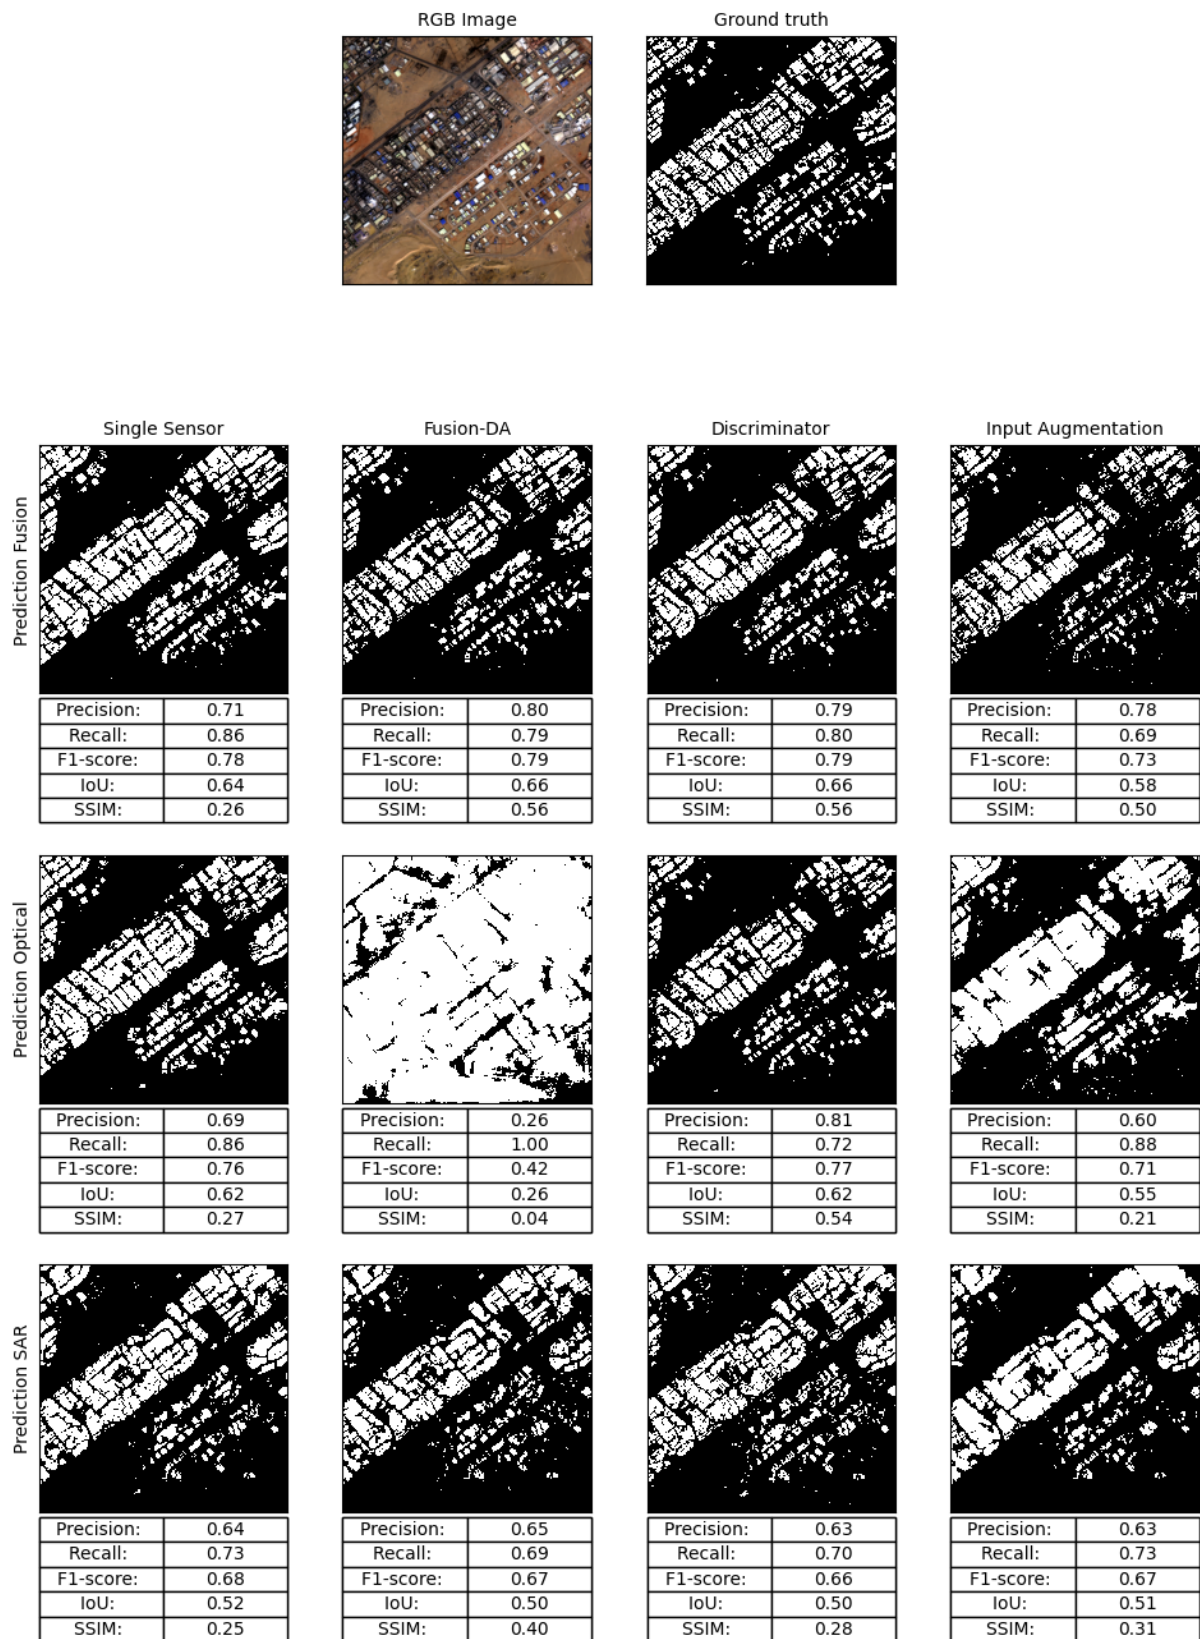 RGB Image Ground truth
Single Sensor Fusion-DA Discriminator Input Augmentation
Prediction Fusion
Precision: 0.71 Precision: 0.80 Precision: 0.79 Precision: 0.78
Recall: 0.86 Recall: 0.79 Recall: 0.80 Recall: 0.69
F1-score: 0.78 F1-score: 0.79 F1-score: 0.79 F1-score: 0.73
IoU: 0.64 IoU: 0.66 IoU: 0.66 IoU: 0.58
SSIM: 0.26 SSIM: 0.56 SSIM: 0.56 SSIM: 0.50
Prediction Optical
Precision: 0.69 Precision: 0.26 Precision: 0.81 Precision: 0.60
Recall: 0.86 Recall: 1.00 Recall: 0.72 Recall: 0.88
F1-score: 0.76 F1-score: 0.42 F1-score: 0.77 F1-score: 0.71
IoU: 0.62 IoU: 0.26 IoU: 0.62 IoU: 0.55
SSIM: 0.27 SSIM: 0.04 SSIM: 0.54 SSIM: 0.21
Prediction SAR
Precision: 0.64 Precision: 0.65 Precision: 0.63 Precision: 0.63
Recall: 0.73 Recall: 0.69 Recall: 0.70 Recall: 0.73
F1-score: 0.68 F1-score: 0.67 F1-score: 0.66 F1-score: 0.67
IoU: 0.52 IoU: 0.50 IoU: 0.50 IoU: 0.51
SSIM: 0.25 SSIM: 0.40 SSIM: 0.28 SSIM: 0.31